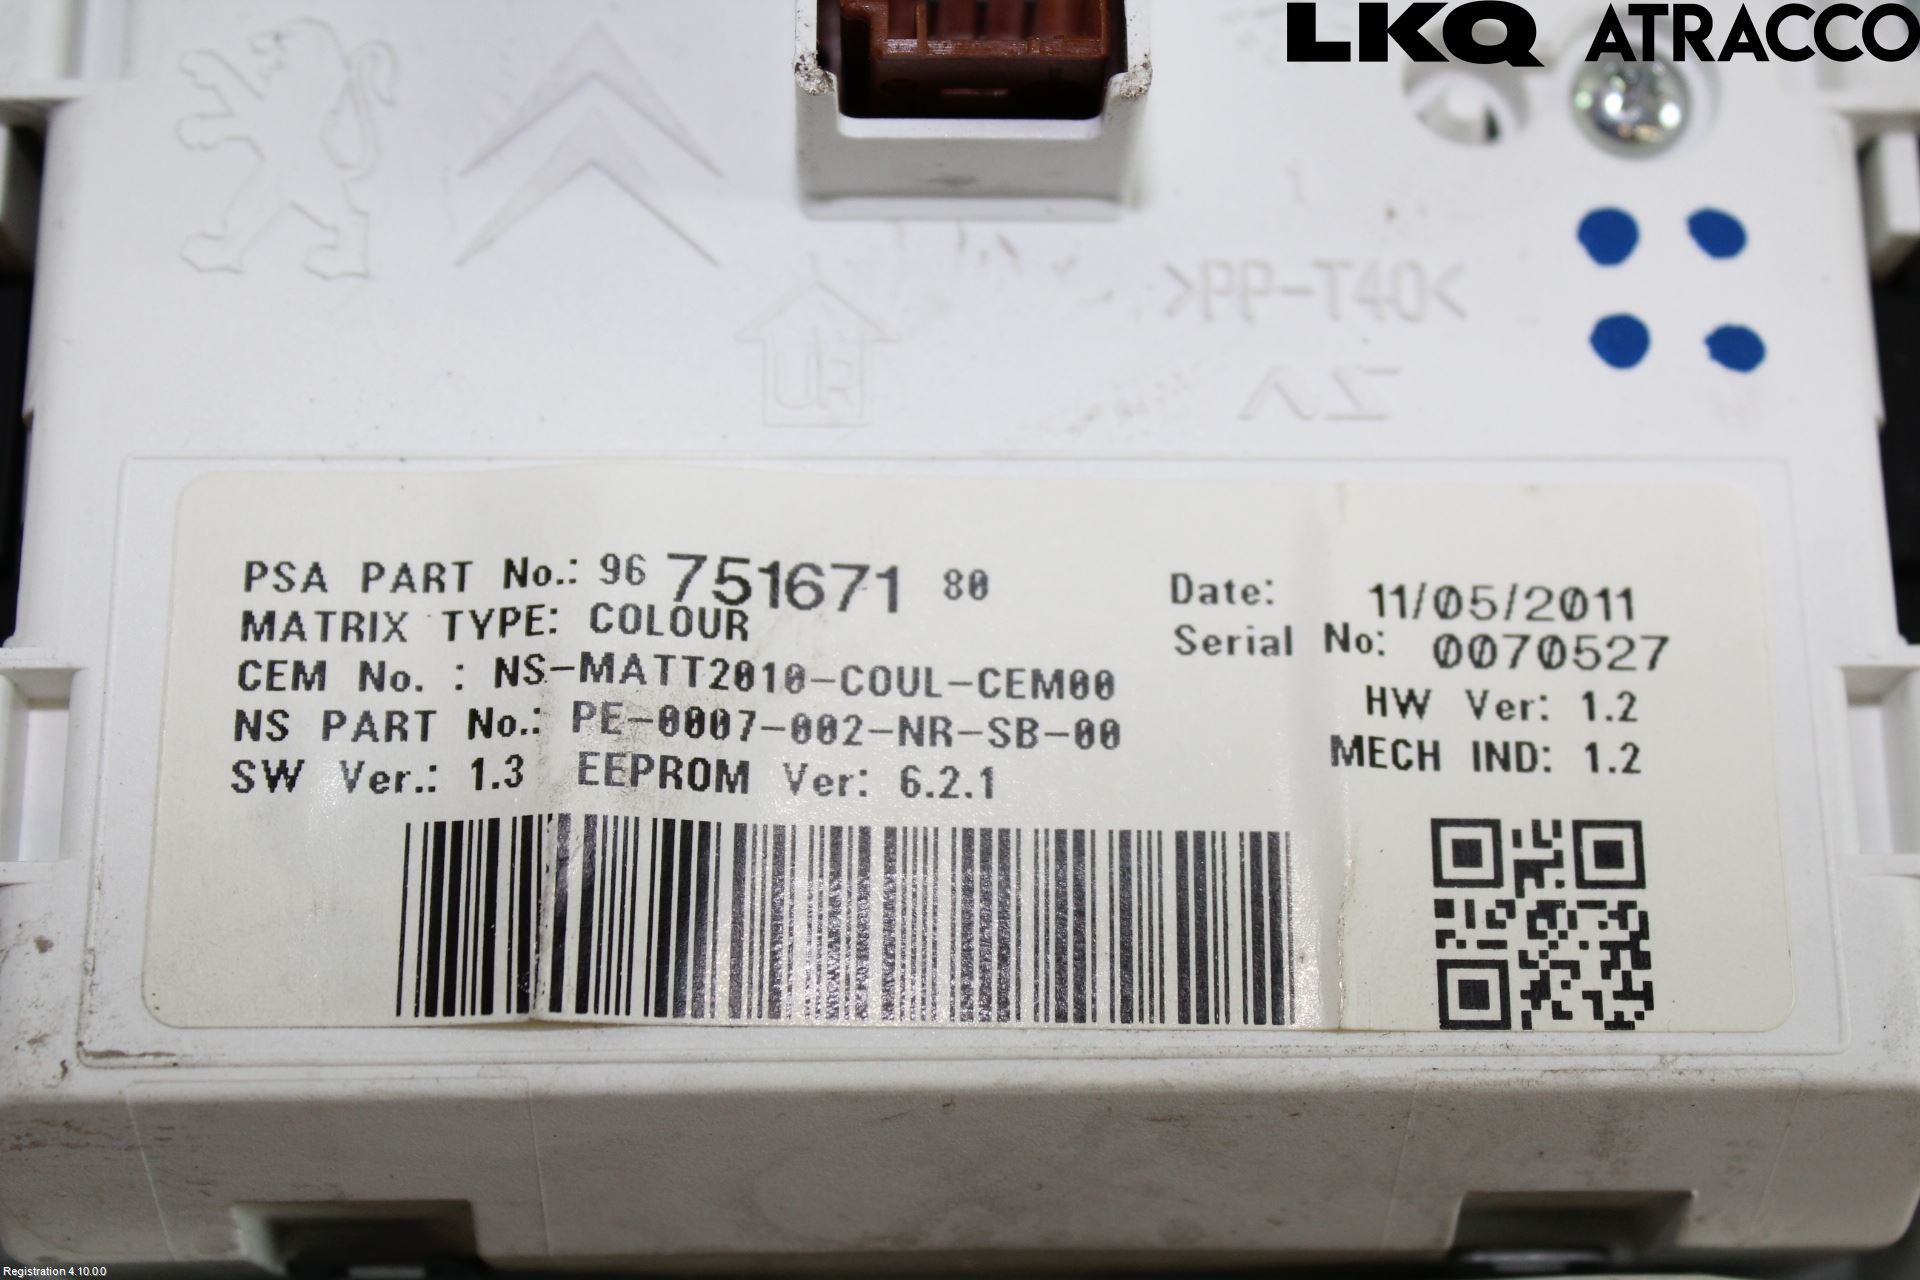 LKQ ATRACCO
>PP-T40<
UR
PSA PART No.: 96 751671 80
MATRIX TYPE: COLOUR
CEM No. : NS-MATT2010-COUL-CEM00
NS PART No.: PE-0007-002-NR-SB-00
SW Ver.: 1.3 EEPROM Ver: 6.2.1
Date: 11/05/2011
Serial No: 0070527
HW Ver: 1.2
MECH IND: 1.2
Registration 4.10.0.0